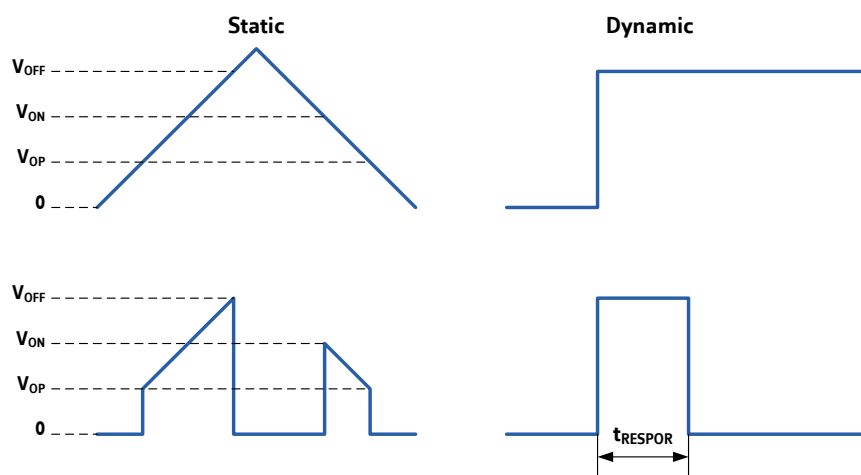 Static
Dynamic
VOFF
VON
VOP
0
VOFF
VON
VOP
0
tRESPOR